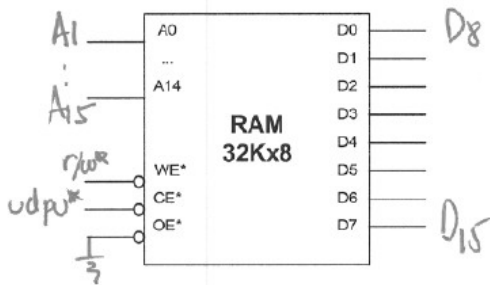 A1 A0 D0 D8
... D1
A15 A14 D2
D3
RAM
32Kx8
D4
r/w* WE* D5
udpu* CE* D6
OE* D7 D15